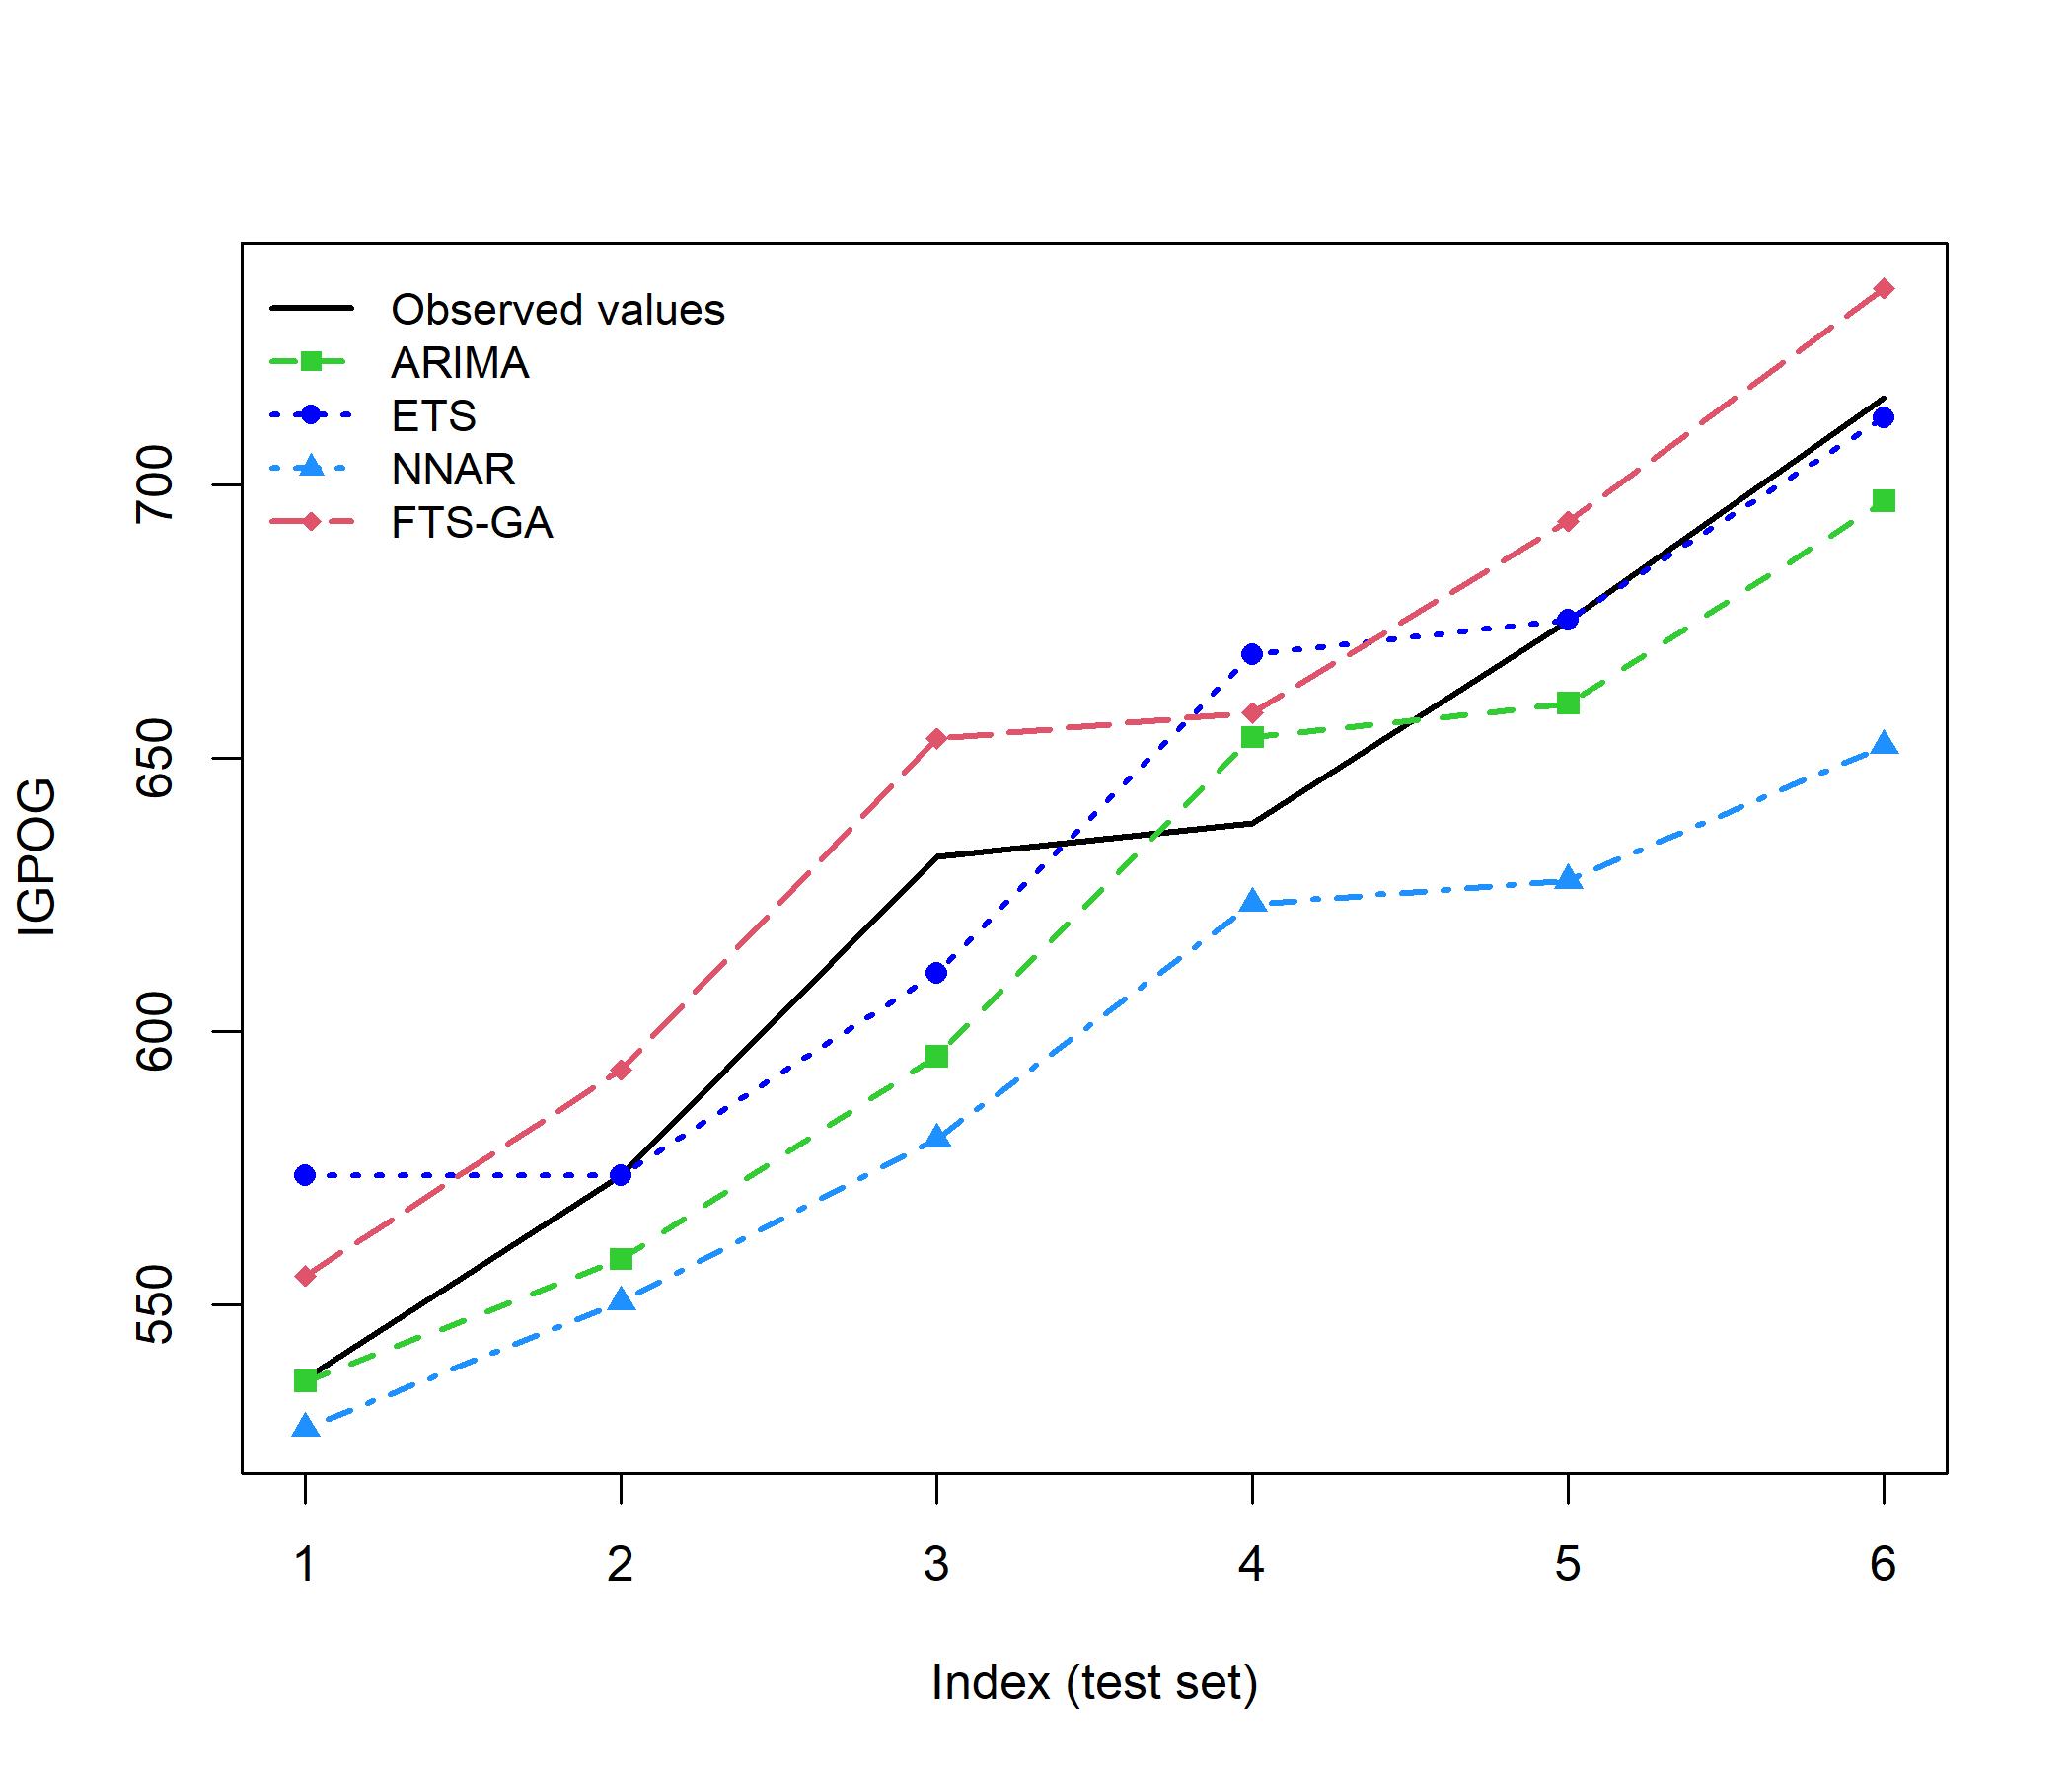 Observed values
ARIMA
ETS
NNAR
FTS-GA
IGPOG
700
650
600
550
1 2 3 4 5 6
Index (test set)